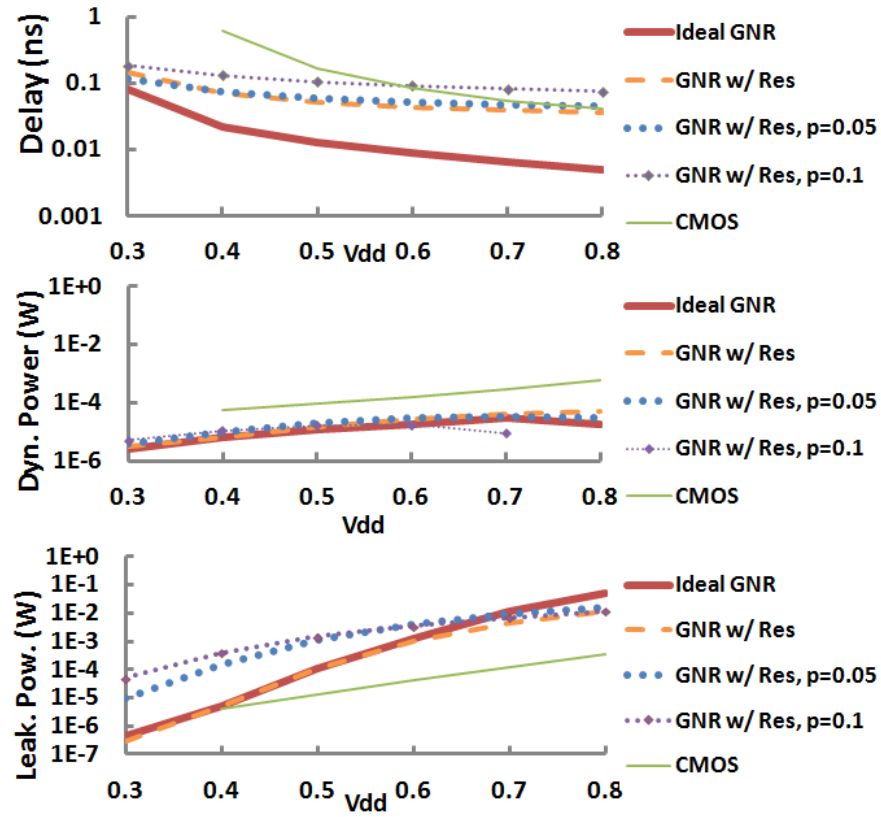 Delay (ns)
1
0.1
0.01
0.001
0.3 0.4 0.5 0.6 0.7 0.8
Vdd
Ideal GNR
GNR w/ Res
GNR w/ Res, p=0.05
GNR w/ Res, p=0.1
CMOS
Dyn. Power (W)
1E+0
1E-2
1E-4
1E-6
0.3 0.4 0.5 0.6 0.7 0.8
Vdd
Ideal GNR
GNR w/ Res
GNR w/ Res, p=0.05
GNR w/ Res, p=0.1
CMOS
Leak. Pow. (W)
1E+0
1E-1
1E-2
1E-3
1E-4
1E-5
1E-6
1E-7
0.3 0.4 0.5 0.6 0.7 0.8
Vdd
Ideal GNR
GNR w/ Res
GNR w/ Res, p=0.05
GNR w/ Res, p=0.1
CMOS